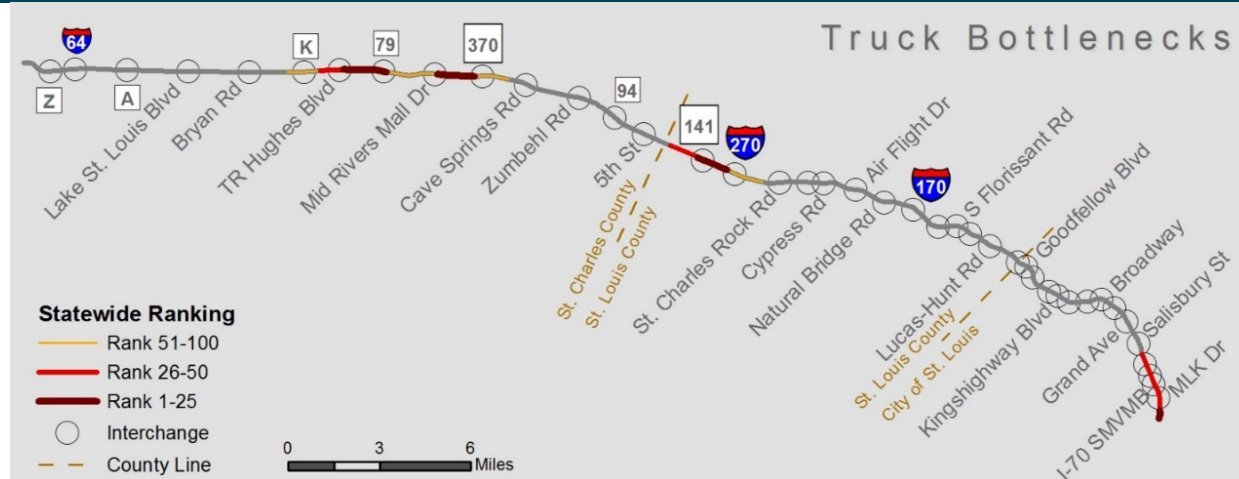 Truck Bottlenecks
64
K
79
370
Z
A
Lake St. Louis Blvd
Bryan Rd
TR Hughes Blvd
Mid Rivers Mall Dr
Cave Springs Rd
Zumbehl Rd
94
5th St
141
270
St. Charles County
St. Louis County
St. Charles Rock Rd
Cypress Rd
Air Flight Dr
Natural Bridge Rd
170
S Florissant Rd
Lucas-Hunt Rd
Goodfellow Blvd
St. Louis County
City of St. Louis
Kingshighway Blvd
Broadway
Grand Ave
Salisbury St
I-70 SMVMB
MLK Dr
Statewide Ranking
Rank 51-100
Rank 26-50
Rank 1-25
Interchange
County Line
0 3 6
Miles